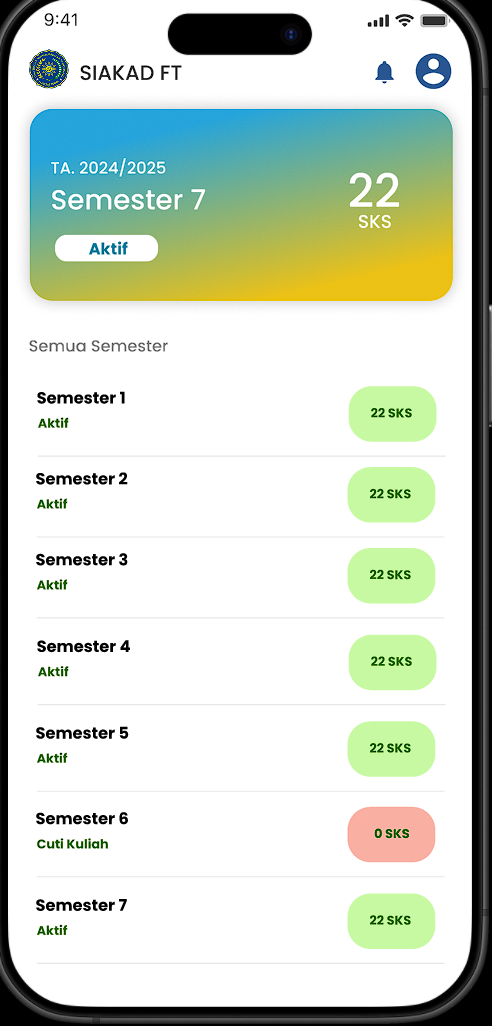 9:41
SIAKAD FT
TA. 2024/2025
Semester 7
Aktif
22
SKS
Semua Semester
Semester 1
Aktif
22 SKS
Semester 2
Aktif
22 SKS
Semester 3
Aktif
22 SKS
Semester 4
Aktif
22 SKS
Semester 5
Aktif
22 SKS
Semester 6
Cuti Kuliah
0 SKS
Semester 7
Aktif
22 SKS